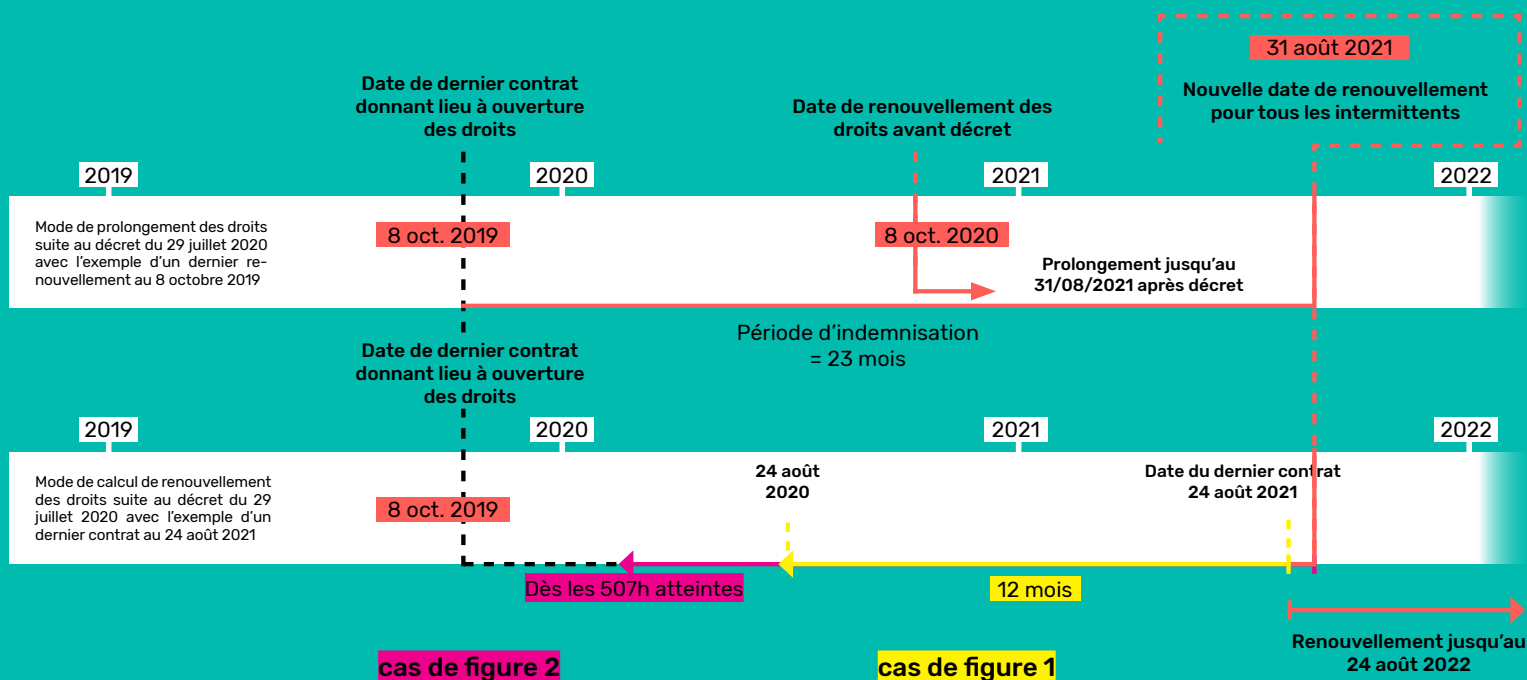 31 août 2021
Nouvelle date de renouvellement
pour tous les intermittents
Date de dernier contrat
donnant lieu à ouverture
des droits
Date de renouvellement des
droits avant décret
2019
2020
2021
2022
Mode de prolongement des droits
suite au décret du 29 juillet 2020
avec l'exemple d'un dernier re-
nouvellement au 8 octobre 2019
8 oct. 2019
8 oct. 2020
Prolongement jusqu'au
31/08/2021 après décret
Période d'indemnisation
= 23 mois
Date de dernier contrat
donnant lieu à ouverture
des droits
2019
2020
2021
2022
Mode de calcul de renouvellement
des droits suite au décret du 29
juillet 2020 avec l'exemple d'un
dernier contrat au 24 août 2021
8 oct. 2019
24 août
2020
Date du dernier contrat
24 août 2021
Dès les 507h atteintes
12 mois
Renouvellement jusqu'au
24 août 2022
cas de figure 2
cas de figure 1